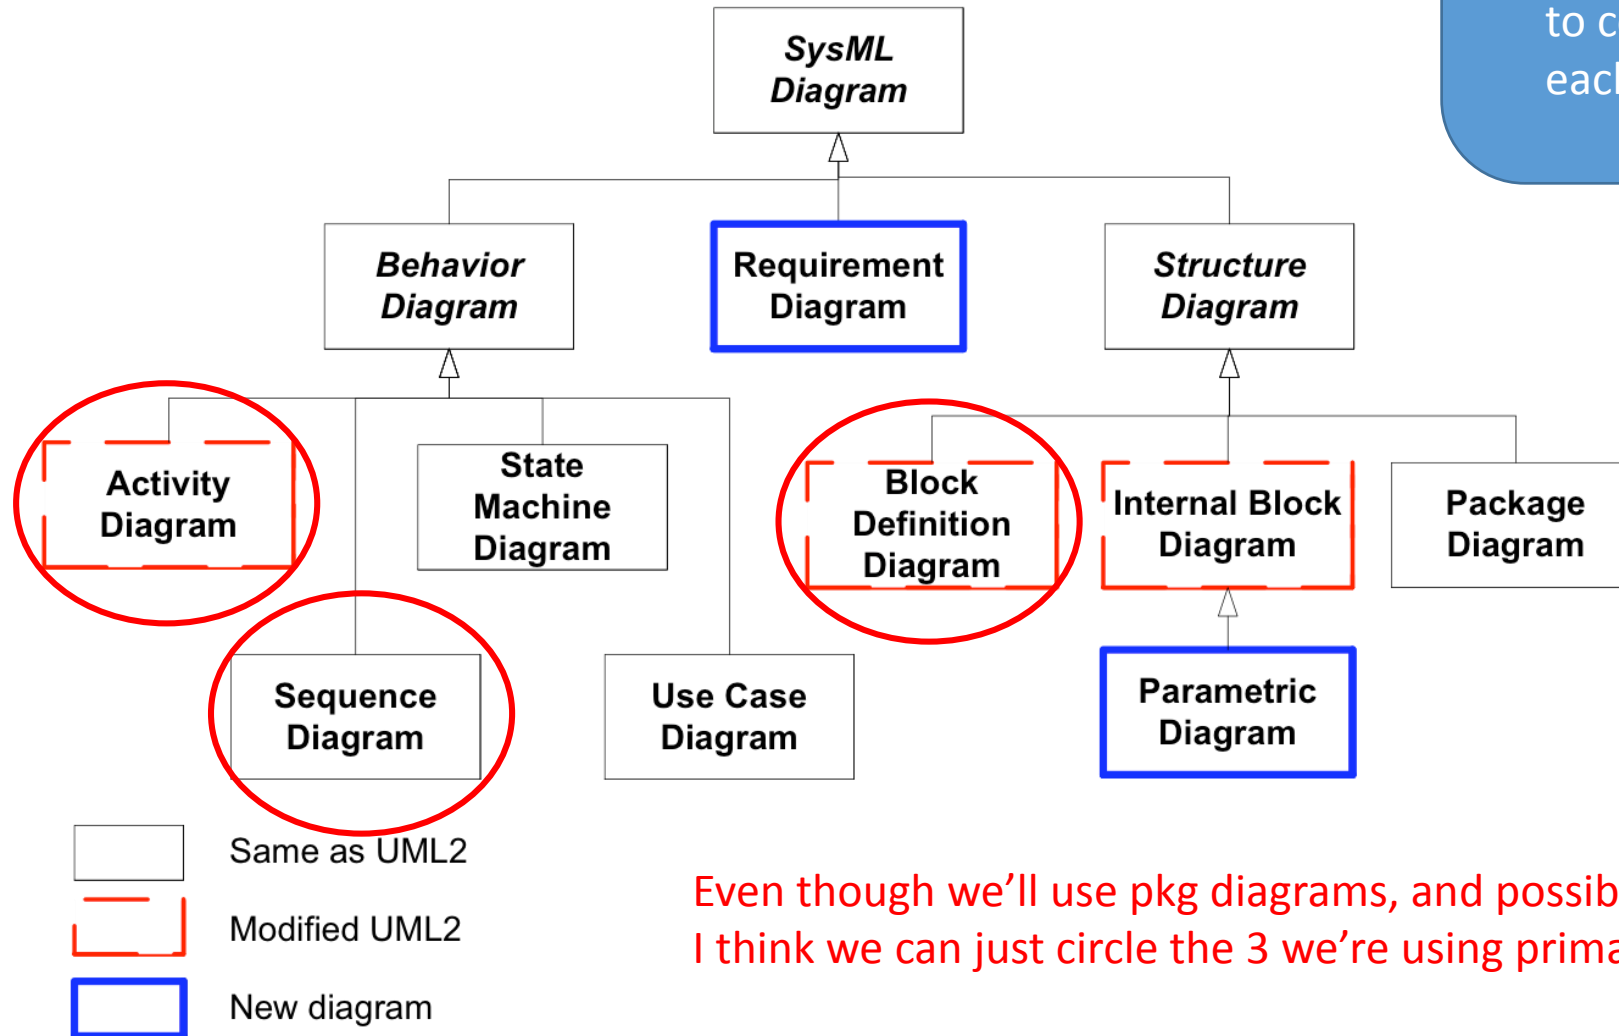 to c
each
SysML
Diagram
Behavior
Diagram
Requirement
Diagram
Structure
Diagram
Activity
Diagram
State
Machine
Diagram
Block
Definition
Diagram
Internal Block
Diagram
Package
Diagram
Sequence
Diagram
Use Case
Diagram
Parametric
Diagram
Same as UML2
Modified UML2
New diagram
Even though we’ll use pkg diagrams, and possib
I think we can just circle the 3 we’re using prima